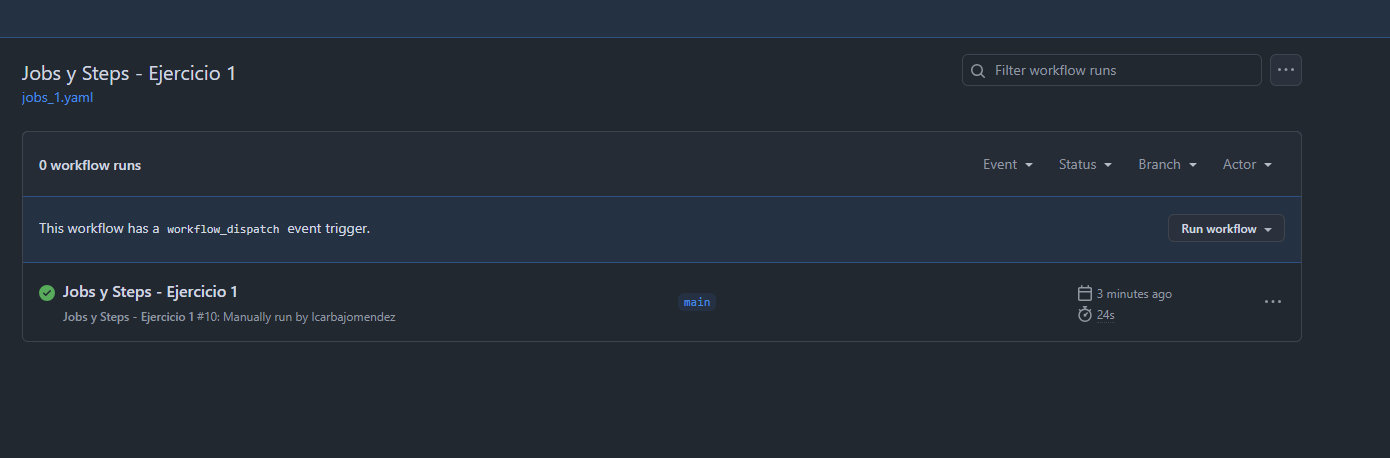 Jobs y Steps - Ejercicio 1
Filter workflow runs
jobs_1.yaml
0 workflow runs
Event
Status
Branch
Actor
This workflow has a workflow_dispatch event trigger.
Run workflow
Jobs y Steps - Ejercicio 1
main
3 minutes ago
Jobs y Steps - Ejercicio 1 #10: Manually run by lcarbajomendez
24s